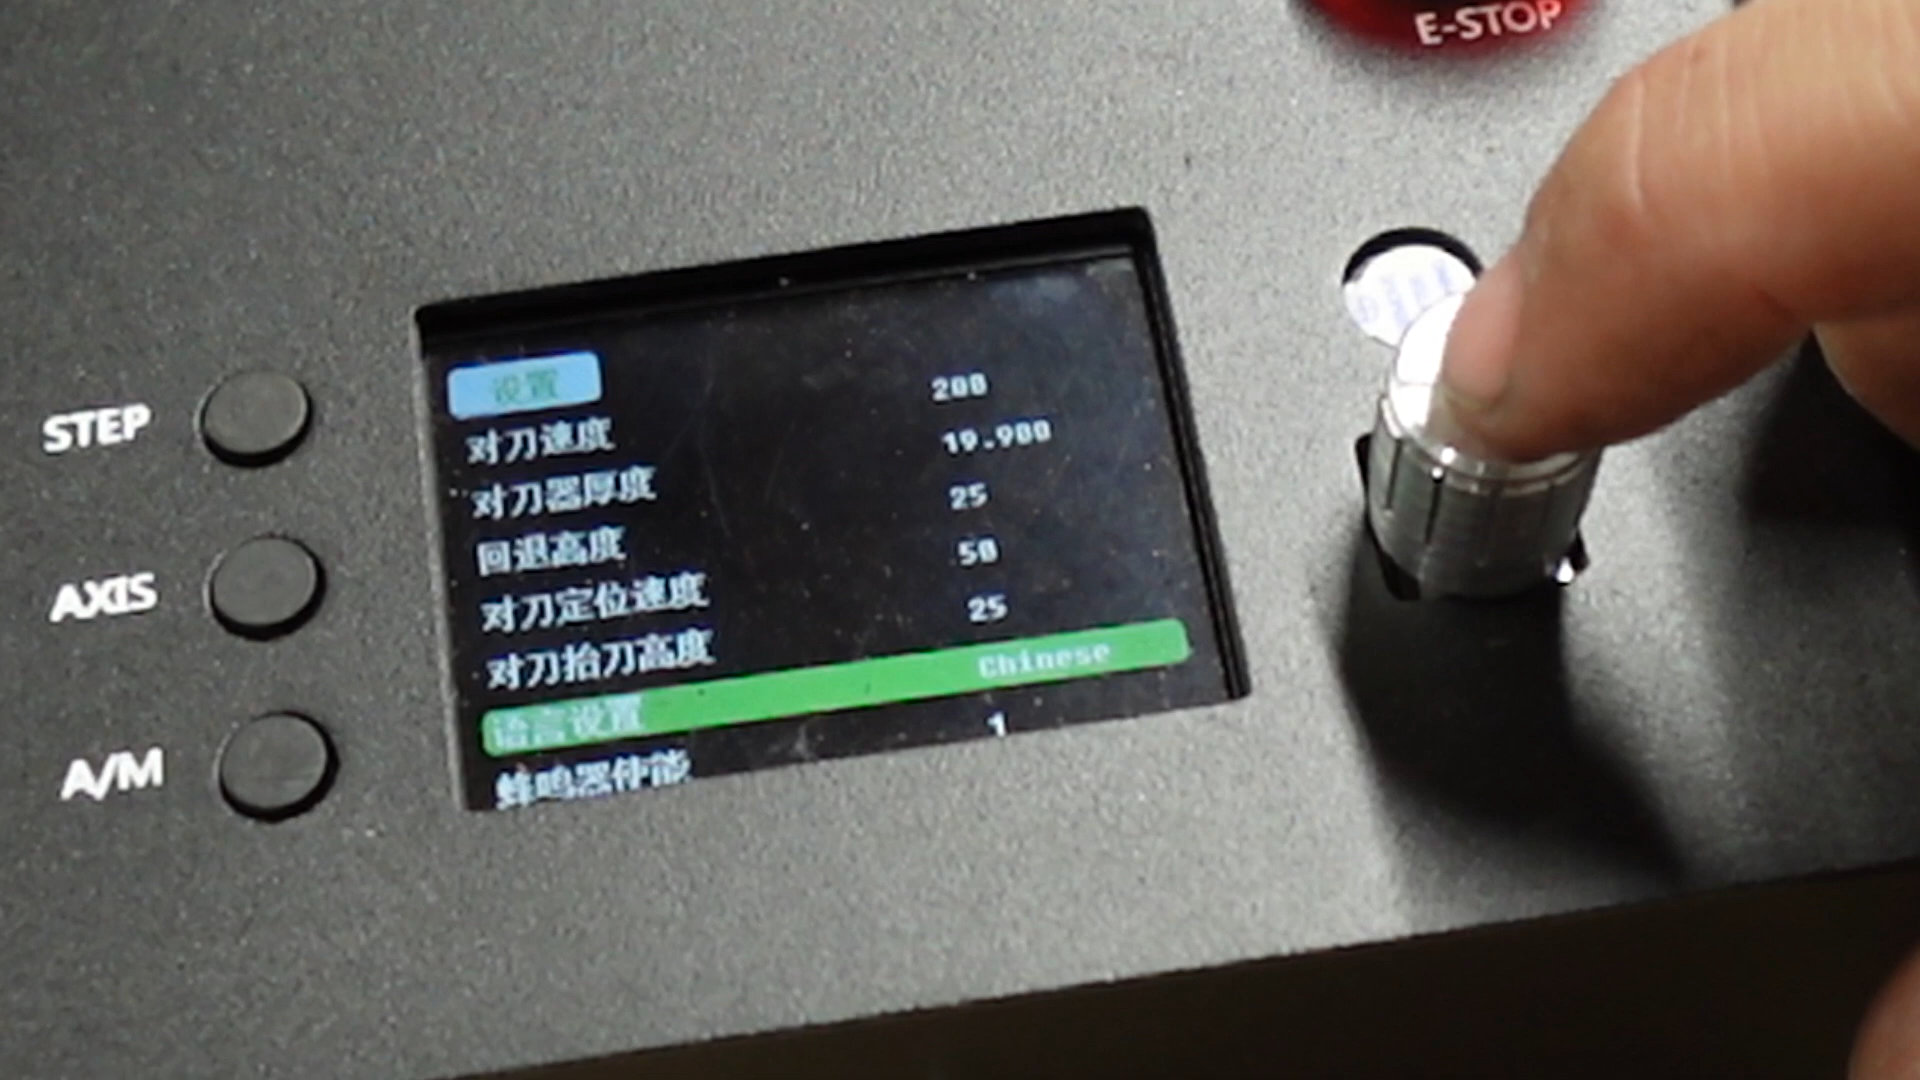 E-STOP
设置
对刀速度 200
对刀器厚度 19.900
回退高度 25
对刀定位速度 50
对刀抬刀高度 25
语言设置 Chinese
蜂鸣器使能 1
STEP
AXIS
A/M